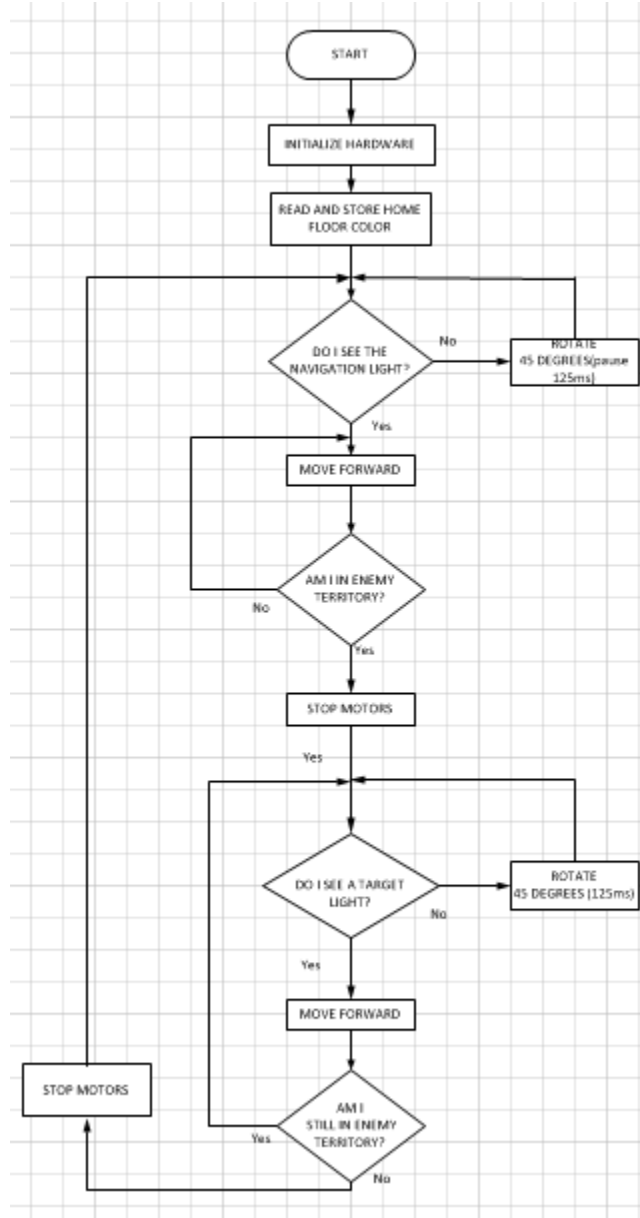 START
INITIALIZE HARDWARE
READ AND STORE HOME
FLOOR COLOR
DO I SEE THE
NAVIGATION LIGHT?
No
ROTATE
45 DEGREES(pause
125ms)
Yes
MOVE FORWARD
AM I IN ENEMY
TERRITORY?
No
Yes
STOP MOTORS
Yes
DO I SEE A TARGET
LIGHT?
No
ROTATE
45 DEGREES (125ms)
Yes
MOVE FORWARD
STOP MOTORS
AM I
STILL IN ENEMY
TERRITORY?
Yes
No